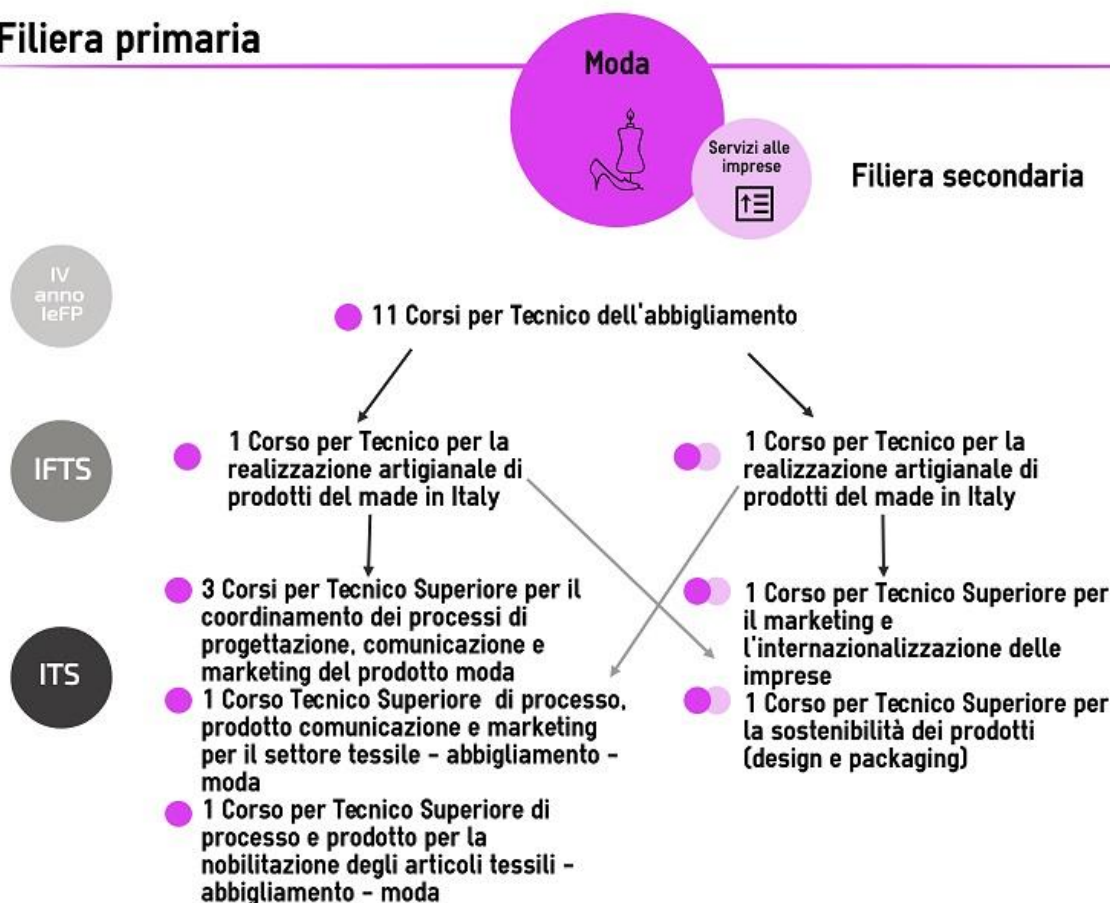 Filiera primaria
Moda
Servizi alle
imprese
Filiera secondaria
IV
anno
IeFP
11 Corsi per Tecnico dell'abbigliamento
IFTS
1 Corso per Tecnico per la
realizzazione artigianale di
prodotti del made in Italy
1 Corso per Tecnico per la
realizzazione artigianale di
prodotti del made in Italy
ITS
3 Corsi per Tecnico Superiore per il
coordinamento dei processi di
progettazione, comunicazione e
marketing del prodotto moda
1 Corso Tecnico Superiore di processo,
prodotto comunicazione e marketing
per il settore tessile - abbigliamento -
moda
1 Corso per Tecnico Superiore di
processo e prodotto per la
nobilitazione degli articoli tessili -
abbigliamento - moda
1 Corso per Tecnico Superiore per
il marketing e
l'internazionalizzazione delle
imprese
1 Corso per Tecnico Superiore per
la sostenibilità dei prodotti
(design e packaging)